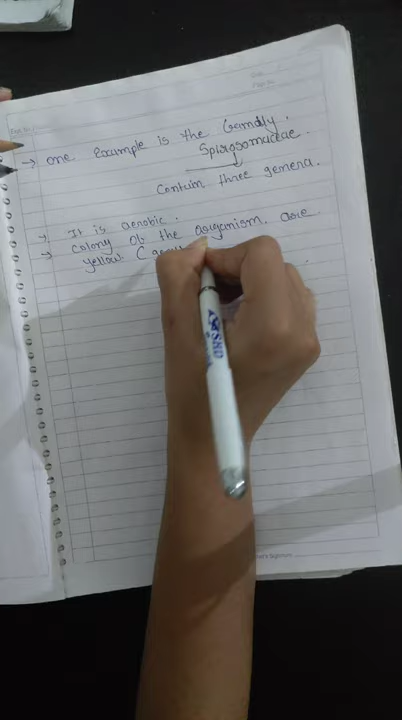 → one example is the family.
Spirosomaceae.
Contain three genera.
→ It is aerobic.
→ colony of the organism are
yellow (